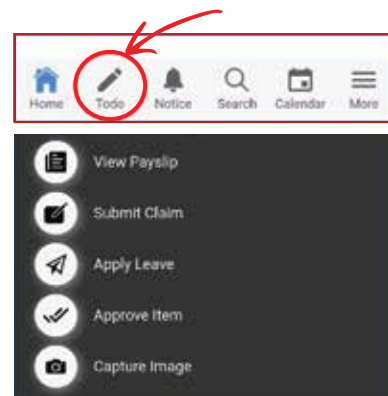 Home Todo Notice Search Calendar More
View Payslip
Submit Claim
Apply Leave
Approve Item
Capture Image